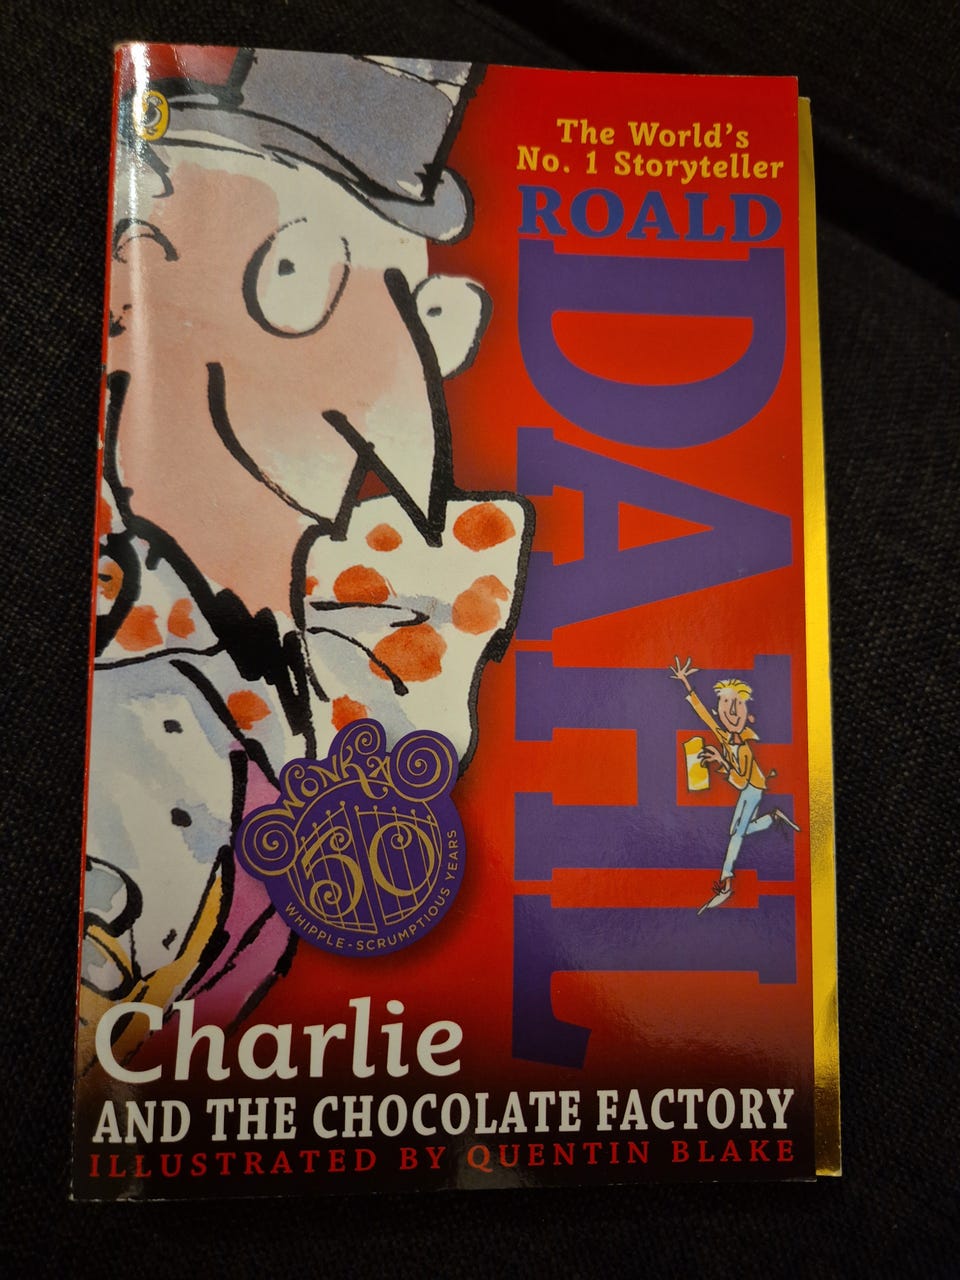 The World's
No. 1 Storyteller
ROALD
DAHL
WONKA
50
WHIPPLE-SCRUMPTIOUS YEARS
Charlie
AND THE CHOCOLATE FACTORY
ILLUSTRATED BY QUENTIN BLAKE